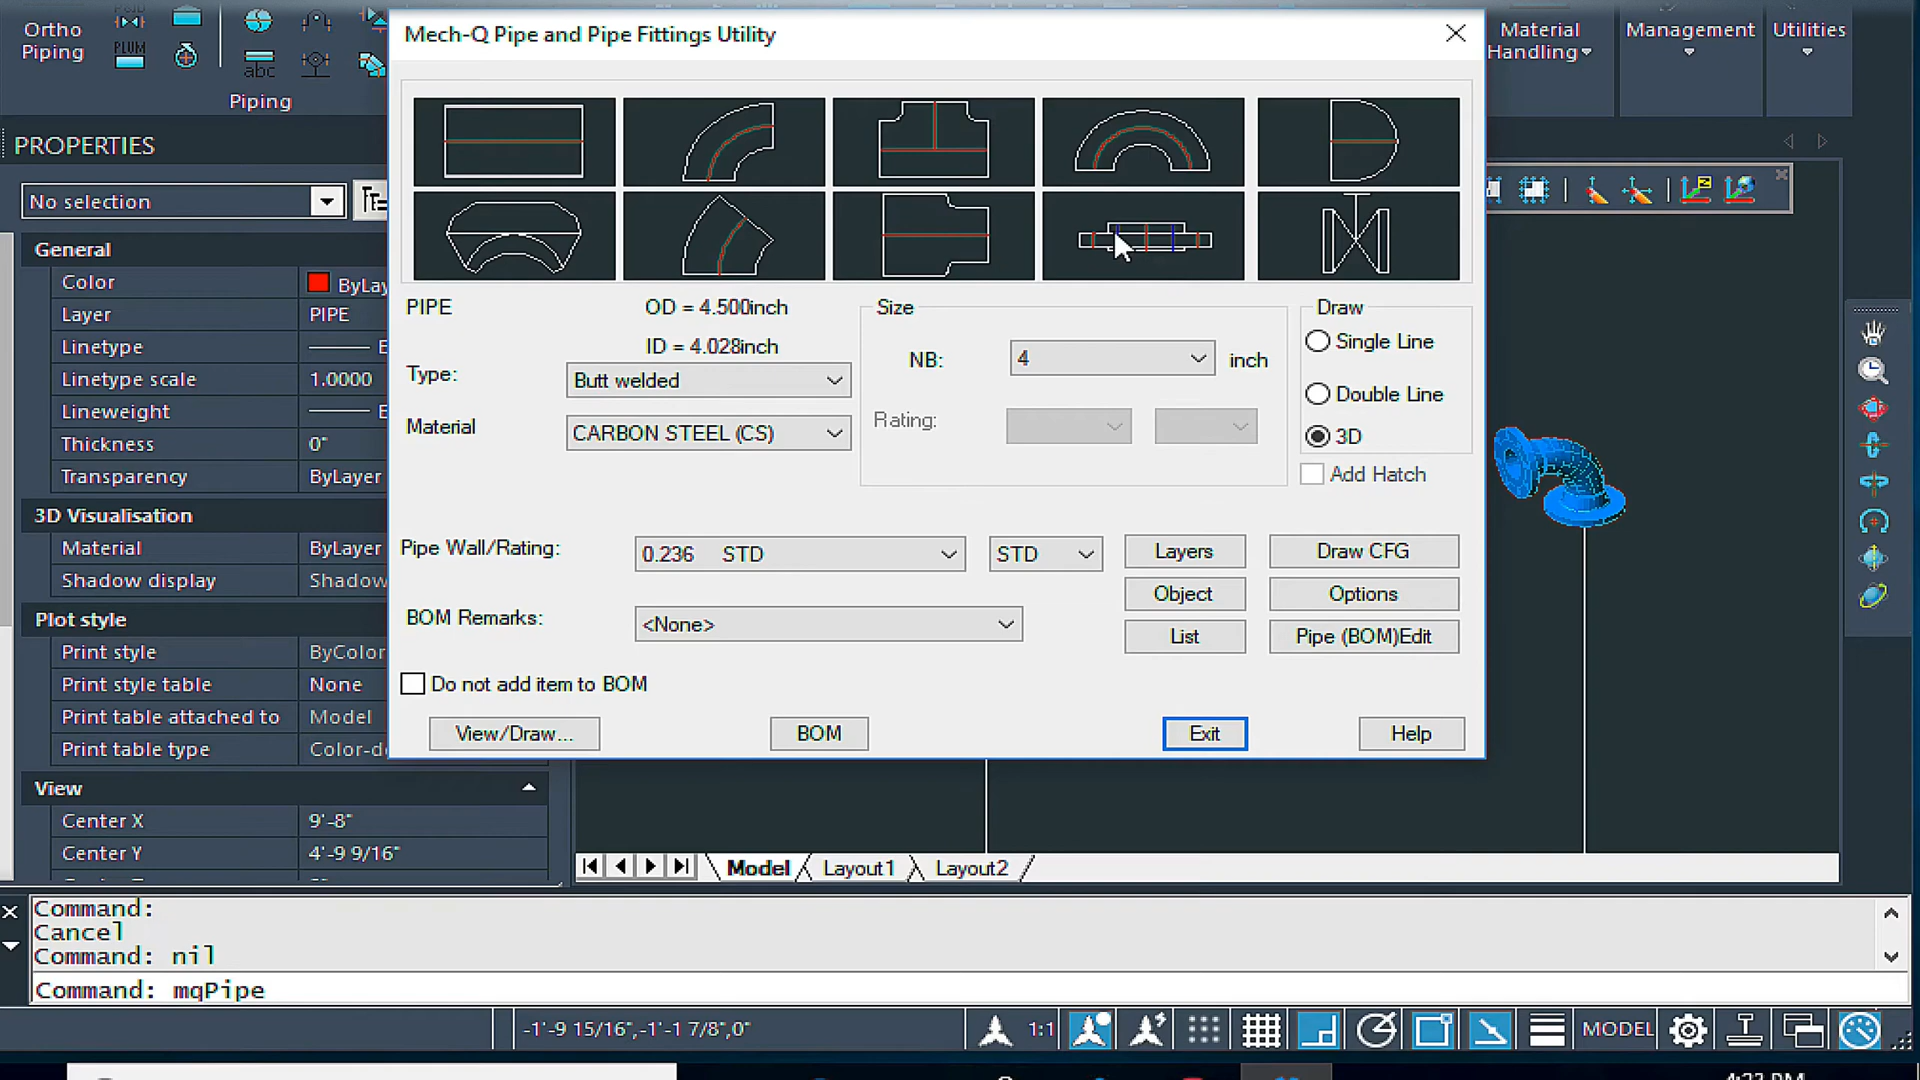 Ortho
Piping
PLUM
abc
Piping
Mech-Q Pipe and Pipe Fittings Utility
Material
Handling
Management
Utilities
PROPERTIES
No selection
General
Color ByLay
Layer PIPE
Linetype
Linetype scale 1.0000
Lineweight
Thickness 0"
Transparency ByLayer
3D Visualisation
Material ByLayer
Shadow display Shadow
Plot style
Print style ByColor
Print style table None
Print table attached to Model
Print table type Color-de
View
Center X 9'-8"
Center Y 4'-9 9/16"
PIPE
OD = 4.500inch
ID = 4.028inch
Type: Butt welded
Material CARBON STEEL (CS)
Size
NB: 4 inch
Rating:
Draw
Single Line
Double Line
3D
Add Hatch
Pipe Wall/Rating: 0.236 STD STD
Layers Draw CFG
Object Options
BOM Remarks: <None>
List Pipe (BOM)Edit
Do not add item to BOM
View/Draw... BOM Exit Help
Model Layout1 Layout2
Command:
Cancel
Command: nil
Command: mqPipe
-1'-9 15/16",-1'-1 7/8",0" 1:1 MODEL